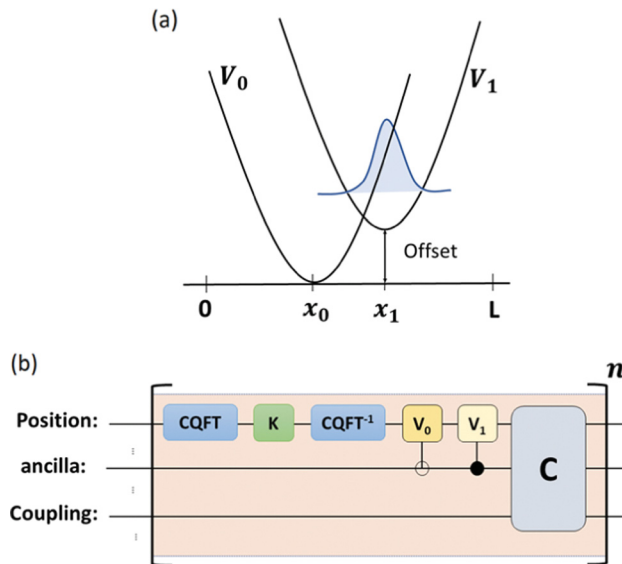 (a)
V₀
V₁
Offset
0
x₀
x₁
L
(b)
n
Position:
CQFT
K
CQFT⁻¹
V₀
V₁
ancilla:
C
Coupling: